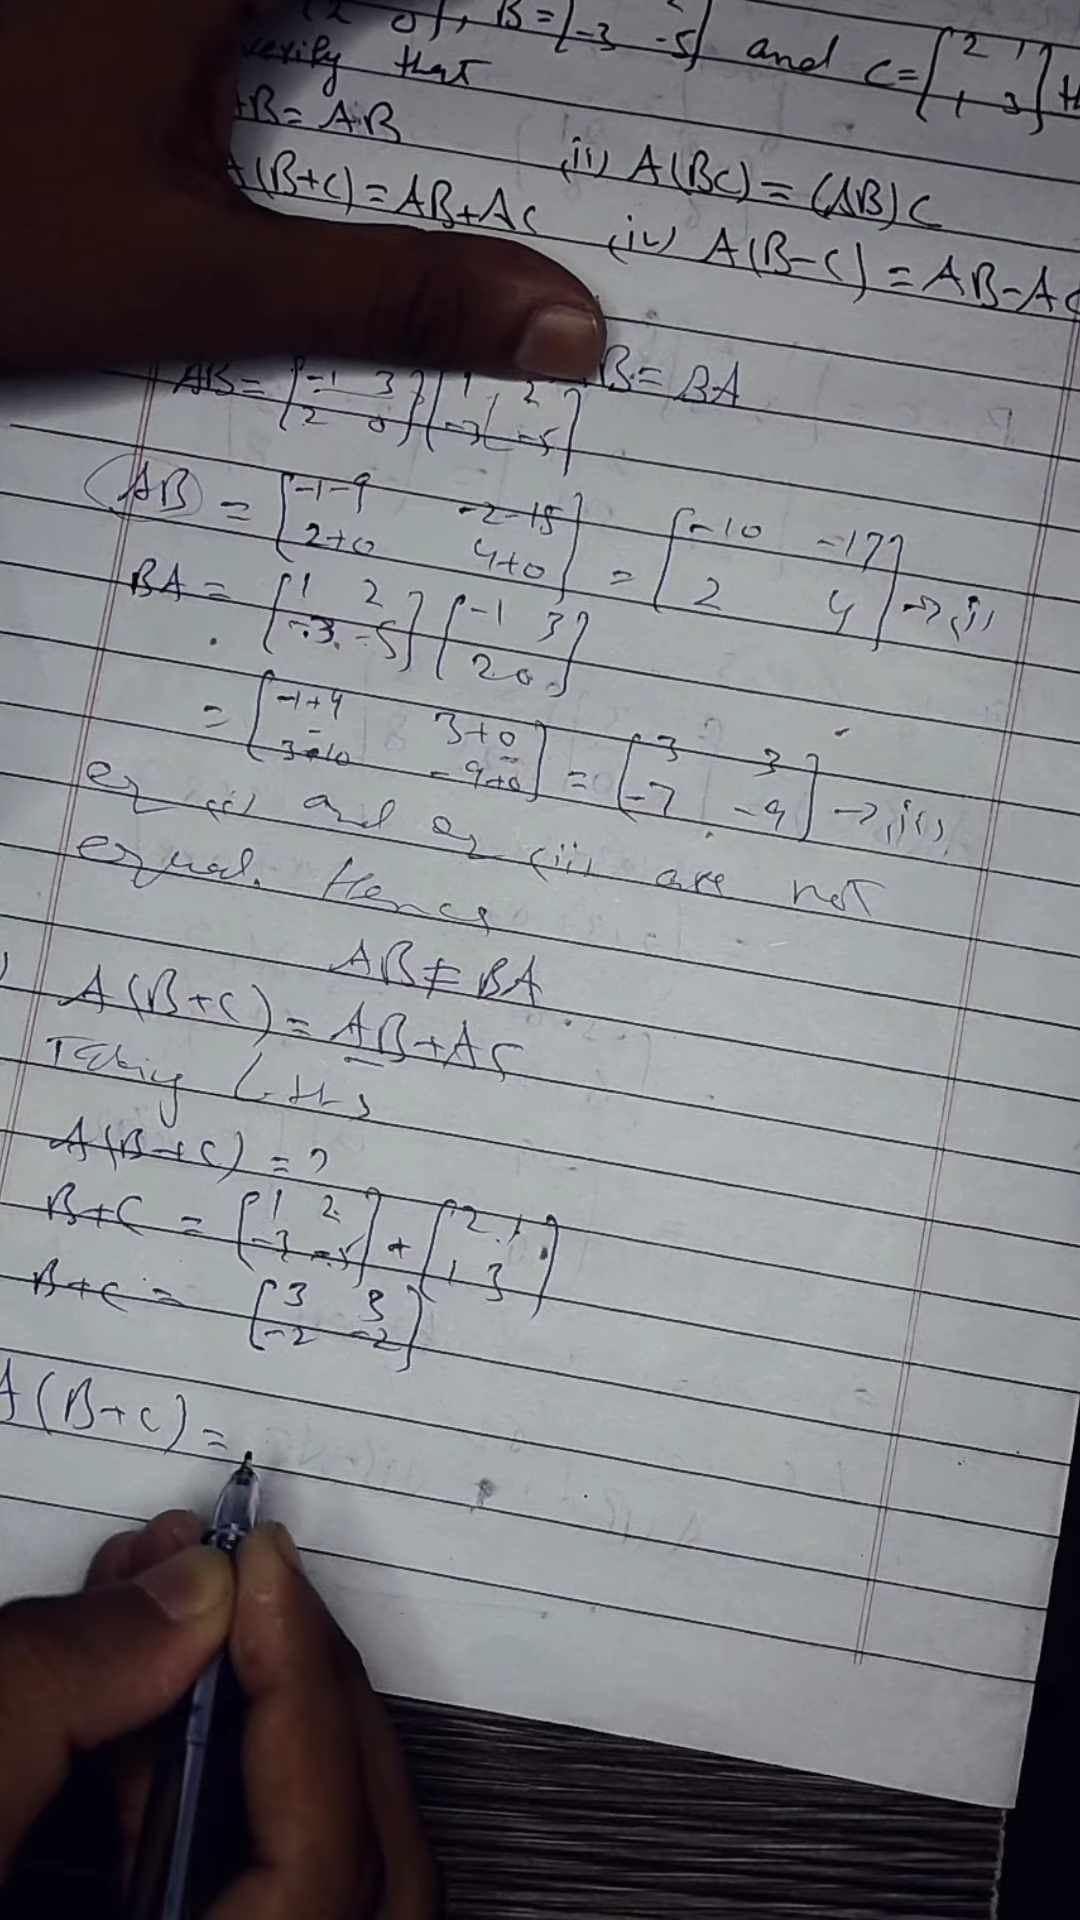 [2 0], B = [-3 -5] and C = [2 1
1 3] th
verify that
+B = AB (ii) A(BC) = (AB)C
A(B+C) = AB+AC (iv) A(B-C) = AB-AC
B = BA
AB = [-1 3
2 0] [1 2
-3 -5]
AB = [-1-9 -2-15
2+0 4+0] = [-10 -17
2 4] → (i)
BA = [1 2
-3 -5] [-1 3
2 0]
= [-1+4 3+0
3-10 -9+0] = [3 3
-7 -9] → (ii)
eq (i) and eq (ii) are not
equal. Hence
AB ≠ BA
) A(B+C) = AB+AC
Taking L.H.S
A(B+C) = ?
B+C = [1 2
-3 -5] + [2 1
1 3]
B+C = [3 3
-2 -2]
A(B+C) =